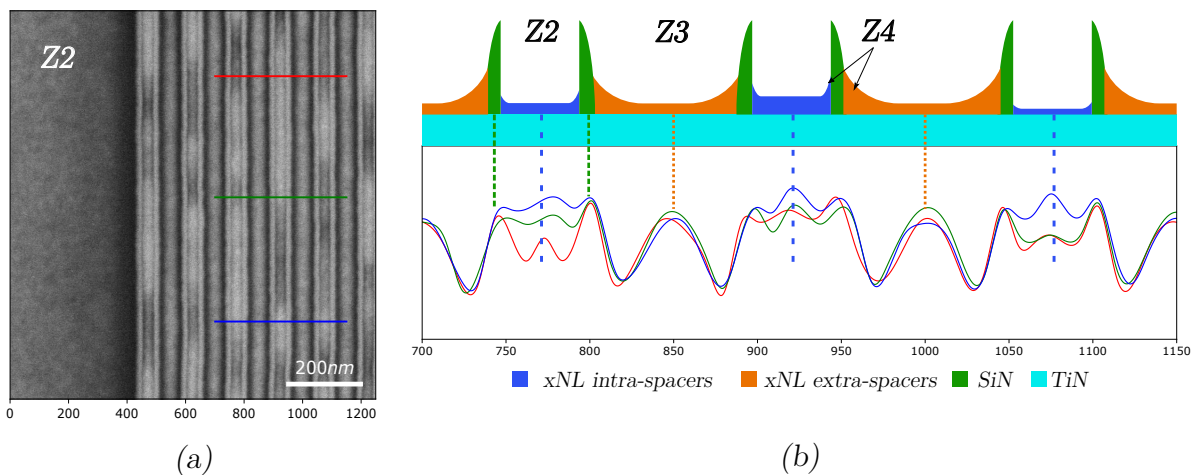 Z2
200nm
0 200 400 600 800 1000 1200
(a)
Z2 Z3 Z4
700 750 800 850 900 950 1000 1050 1100 1150
xNL intra-spacers xNL extra-spacers SiN TiN
(b)